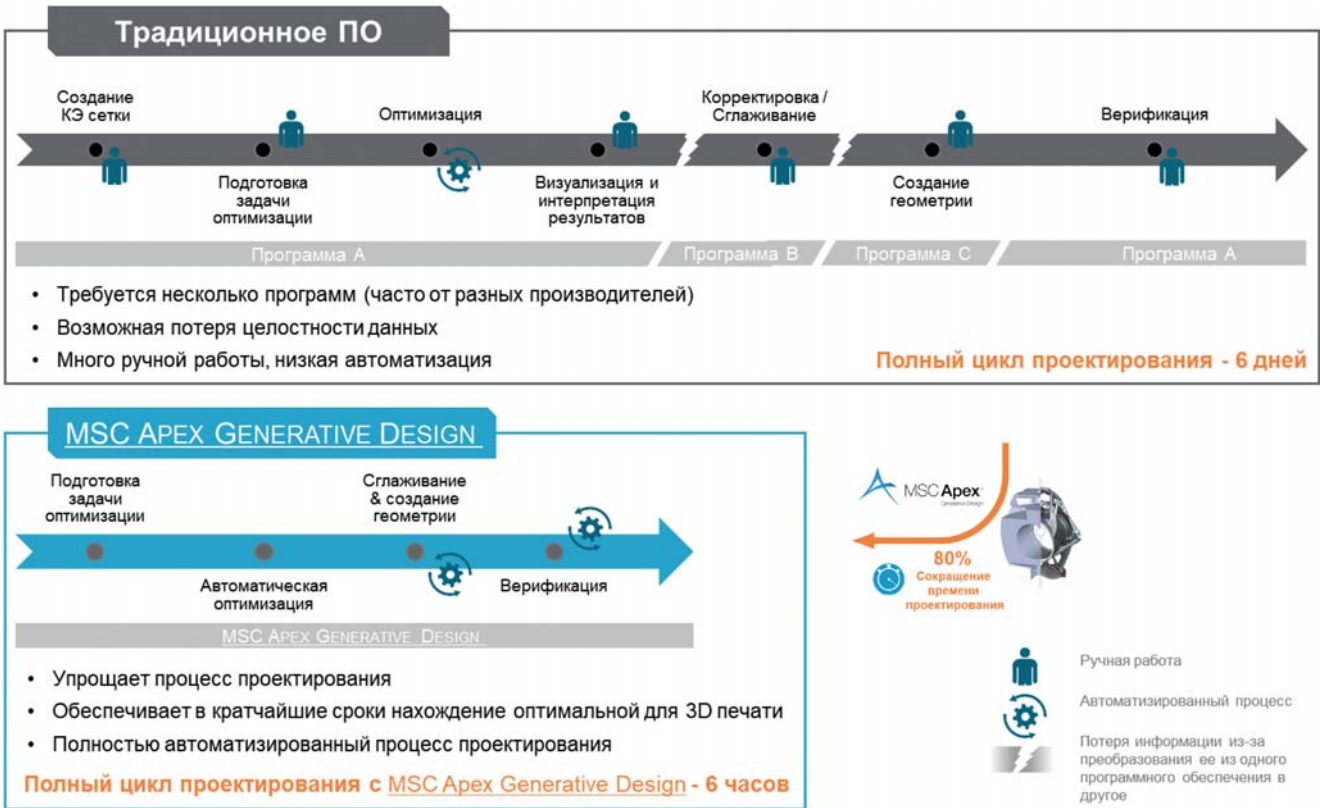 Традиционное ПО
Создание
КЭ сетки
Подготовка
задачи
оптимизации
Оптимизация
Визуализация и
интерпретация
результатов
Корректировка /
Сглаживание
Создание
геометрии
Верификация
Программа А
Программа В
Программа С
Программа А
• Требуется несколько программ (часто от разных производителей)
• Возможная потеря целостности данных
• Много ручной работы, низкая автоматизация
Полный цикл проектирования - 6 дней
MSC APEX GENERATIVE DESIGN
Подготовка
задачи
оптимизации
Автоматическая
оптимизация
Сглаживание
& создание
геометрии
Верификация
MSC APEX GENERATIVE DESIGN
• Упрощает процесс проектирования
• Обеспечивает в кратчайшие сроки нахождение оптимальной для 3D печати
• Полностью автоматизированный процесс проектирования
Полный цикл проектирования с MSC Apex Generative Design - 6 часов
MSC Apex
Generative Design
80%
Сокращение
времени
проектирования
Ручная работа
Автоматизированный процесс
Потеря информации из-за
преобразования ее из одного
программного обеспечения в
другое